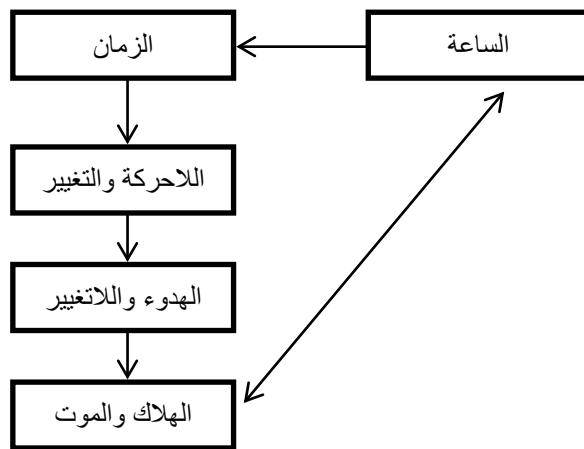 الساعة
الزمان
اللاحركة والتغيير
الهدوء واللاتغيير
الهلاك والموت